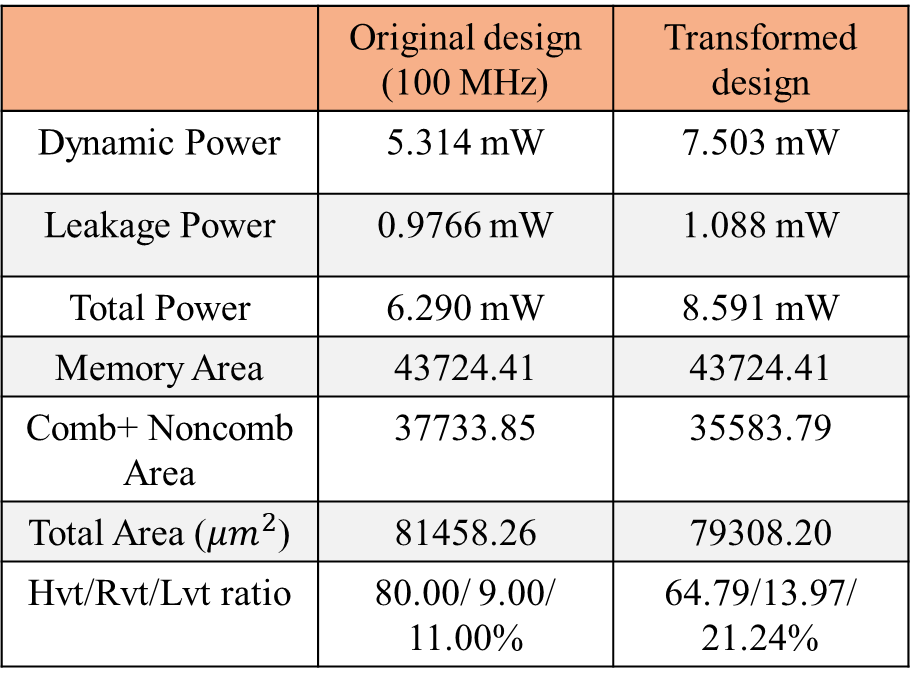 Original design
(100 MHz)
Transformed
design
Dynamic Power
5.314 mW
7.503 mW
Leakage Power
0.9766 mW
1.088 mW
Total Power
6.290 mW
8.591 mW
Memory Area
43724.41
43724.41
Comb+ Noncomb
Area
37733.85
35583.79
Total Area (𝜇𝑚²)
81458.26
79308.20
Hvt/Rvt/Lvt ratio
80.00/ 9.00/
11.00%
64.79/13.97/
21.24%